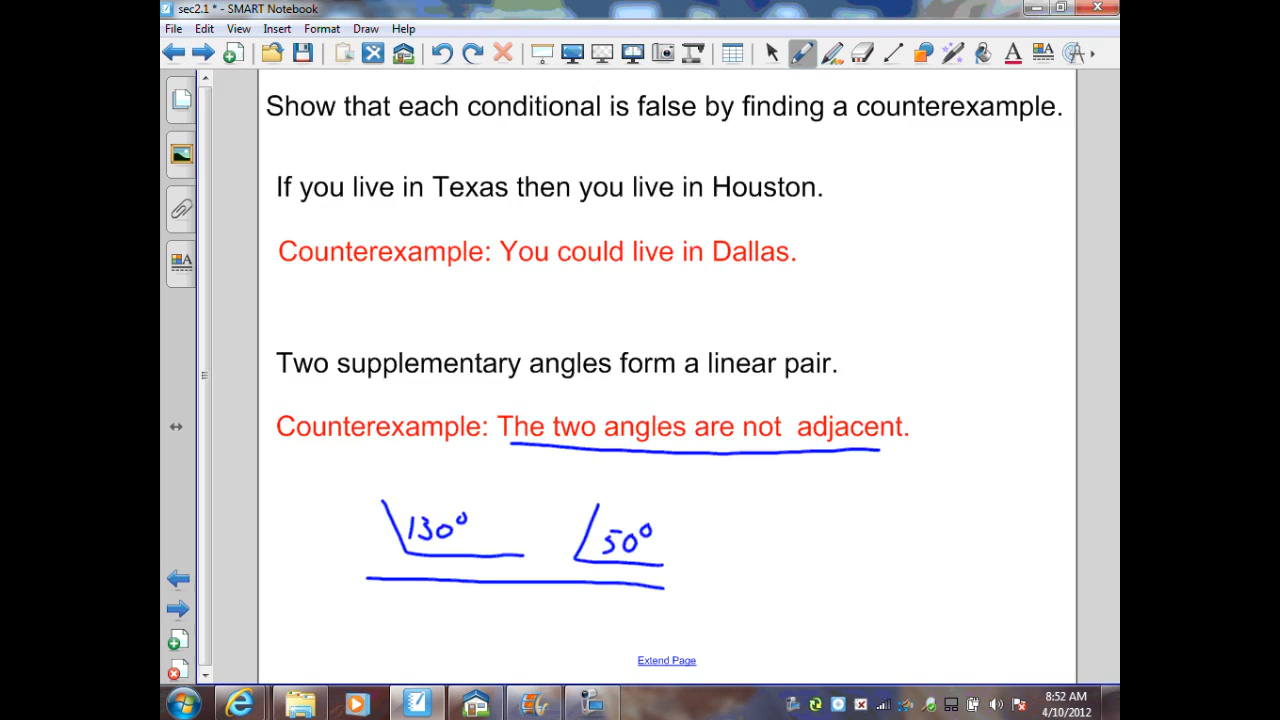 sec2.1 * - SMART Notebook
File Edit View Insert Format Draw Help
Show that each conditional is false by finding a counterexample.
If you live in Texas then you live in Houston.
Counterexample: You could live in Dallas.
Two supplementary angles form a linear pair.
Counterexample: The two angles are not adjacent.
130° 50°
Extend Page
8:52 AM
4/10/2012